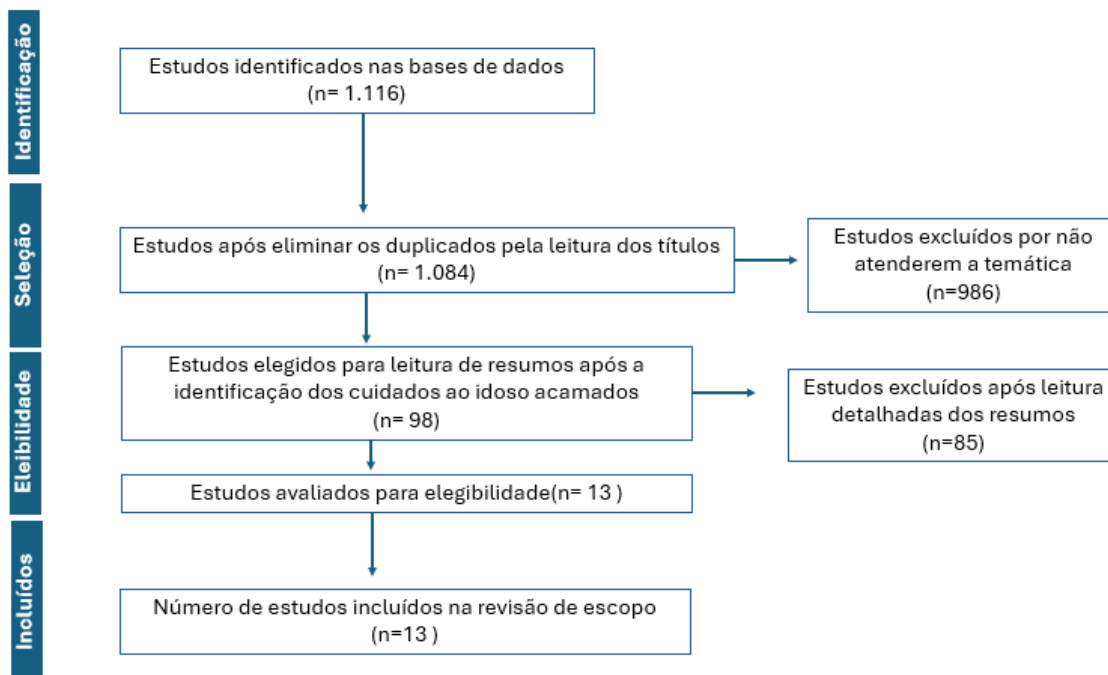 Identificação
Estudos identificados nas bases de dados
(n= 1.116)
Seleção
Estudos após eliminar os duplicados pela leitura dos títulos
(n= 1.084)
Estudos excluídos por não
atenderem a temática
(n=986)
Eleibilidade
Estudos elegidos para leitura de resumos após a
identificação dos cuidados ao idoso acamados
(n= 98)
Estudos excluídos após leitura
detalhadas dos resumos
(n=85)
Estudos avaliados para elegibilidade(n= 13 )
Incluídos
Número de estudos incluídos na revisão de escopo
(n=13 )